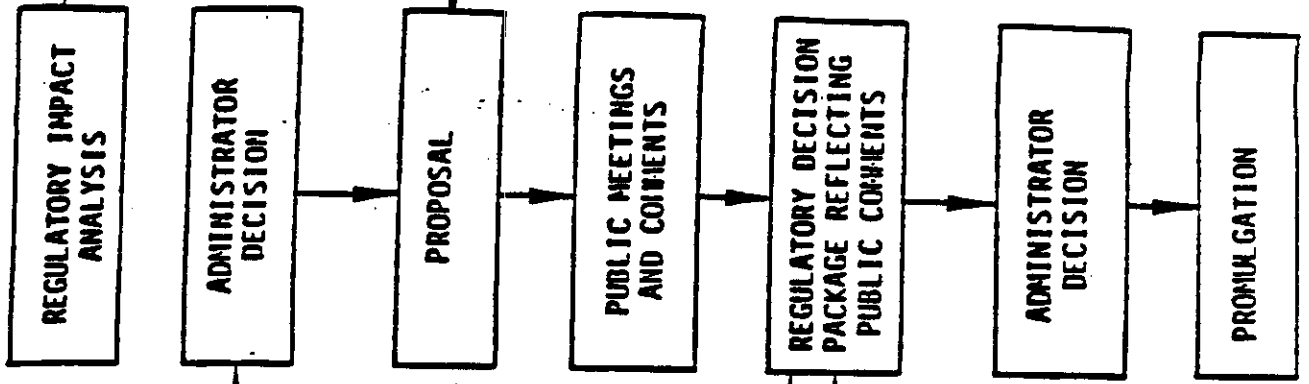 REGULATORY IMPACT
ANALYSIS
ADMINISTRATOR
DECISION
PROPOSAL
PUBLIC MEETINGS
AND COMMENTS
REGULATORY DECISION
PACKAGE REFLECTING
PUBLIC COMMENTS
ADMINISTRATOR
DECISION
PROMULGATION